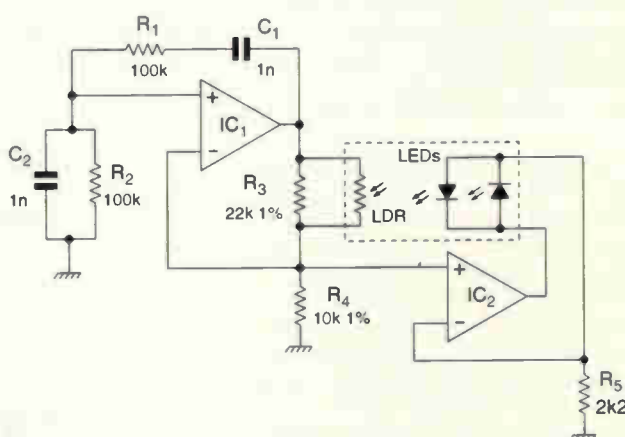 R1
100k
C1
1n
+
IC1
−
C2
1n
R2
100k
R3
22k 1%
LDR
LEDs
R4
10k 1%
+
IC2
−
R5
2k2